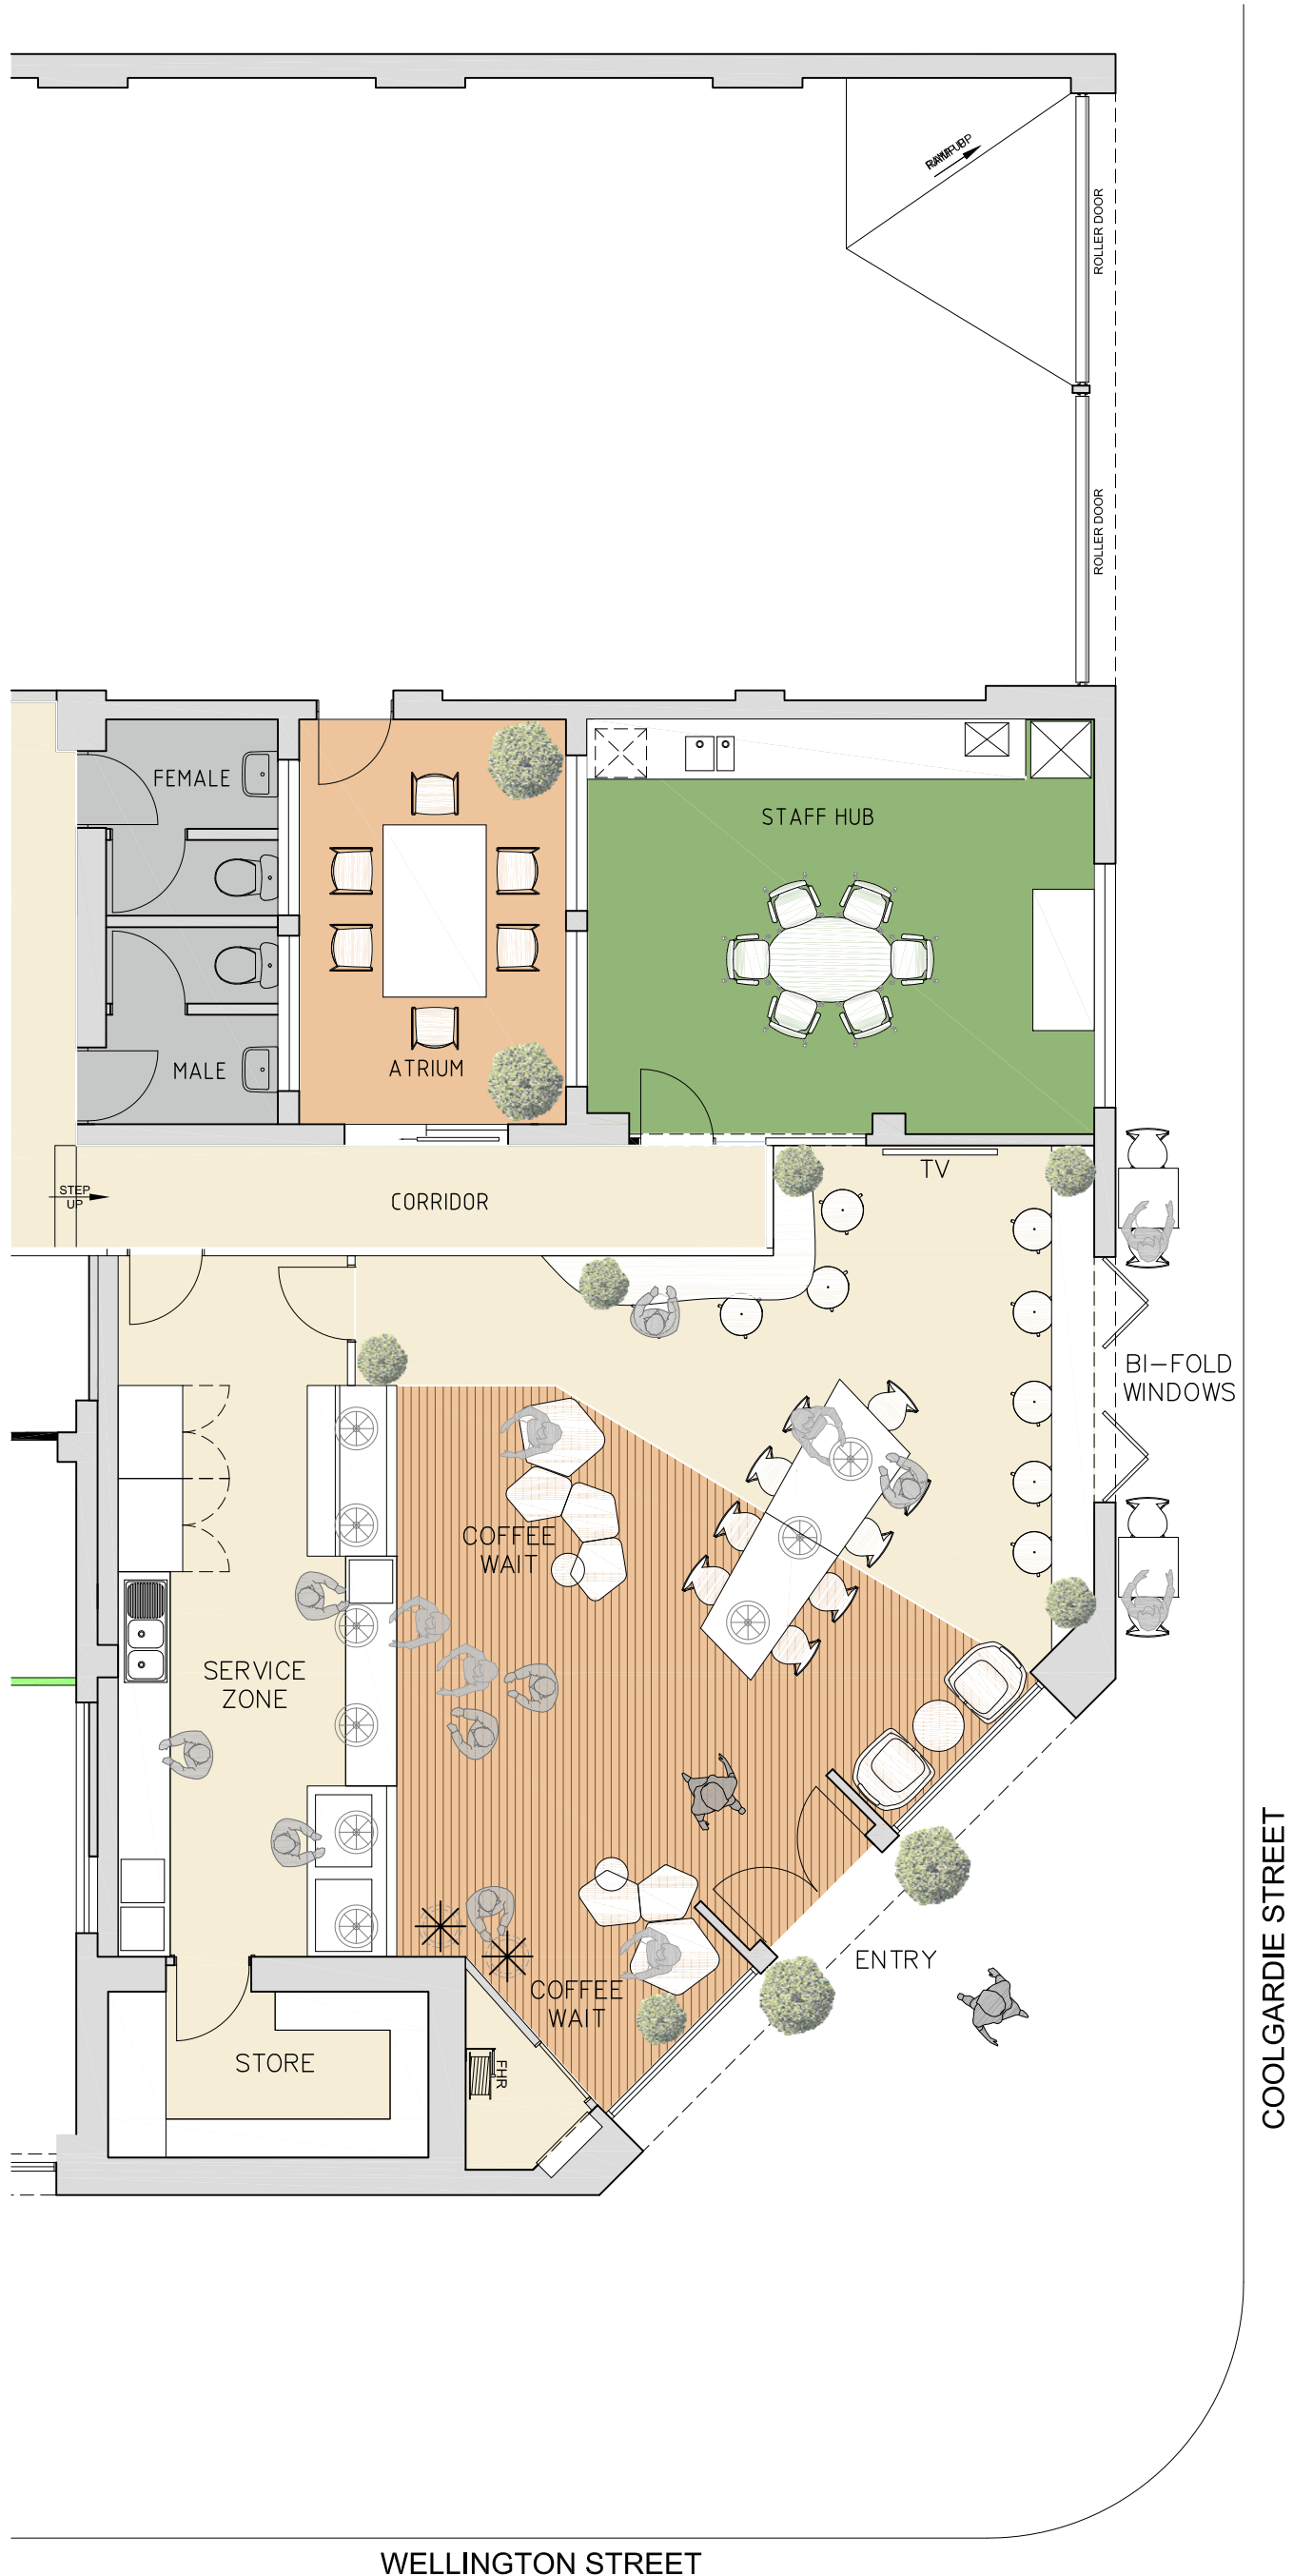 ROLLER DOOR
ROLLER DOOR
FEMALE
STAFF HUB
MALE
ATRIUM
TV
STEP
UP
CORRIDOR
BI-FOLD
WINDOWS
COFFEE
WAIT
SERVICE
ZONE
ENTRY
COFFEE
WAIT
STORE
FHR
COOLGARDIE STREET
WELLINGTON STREET